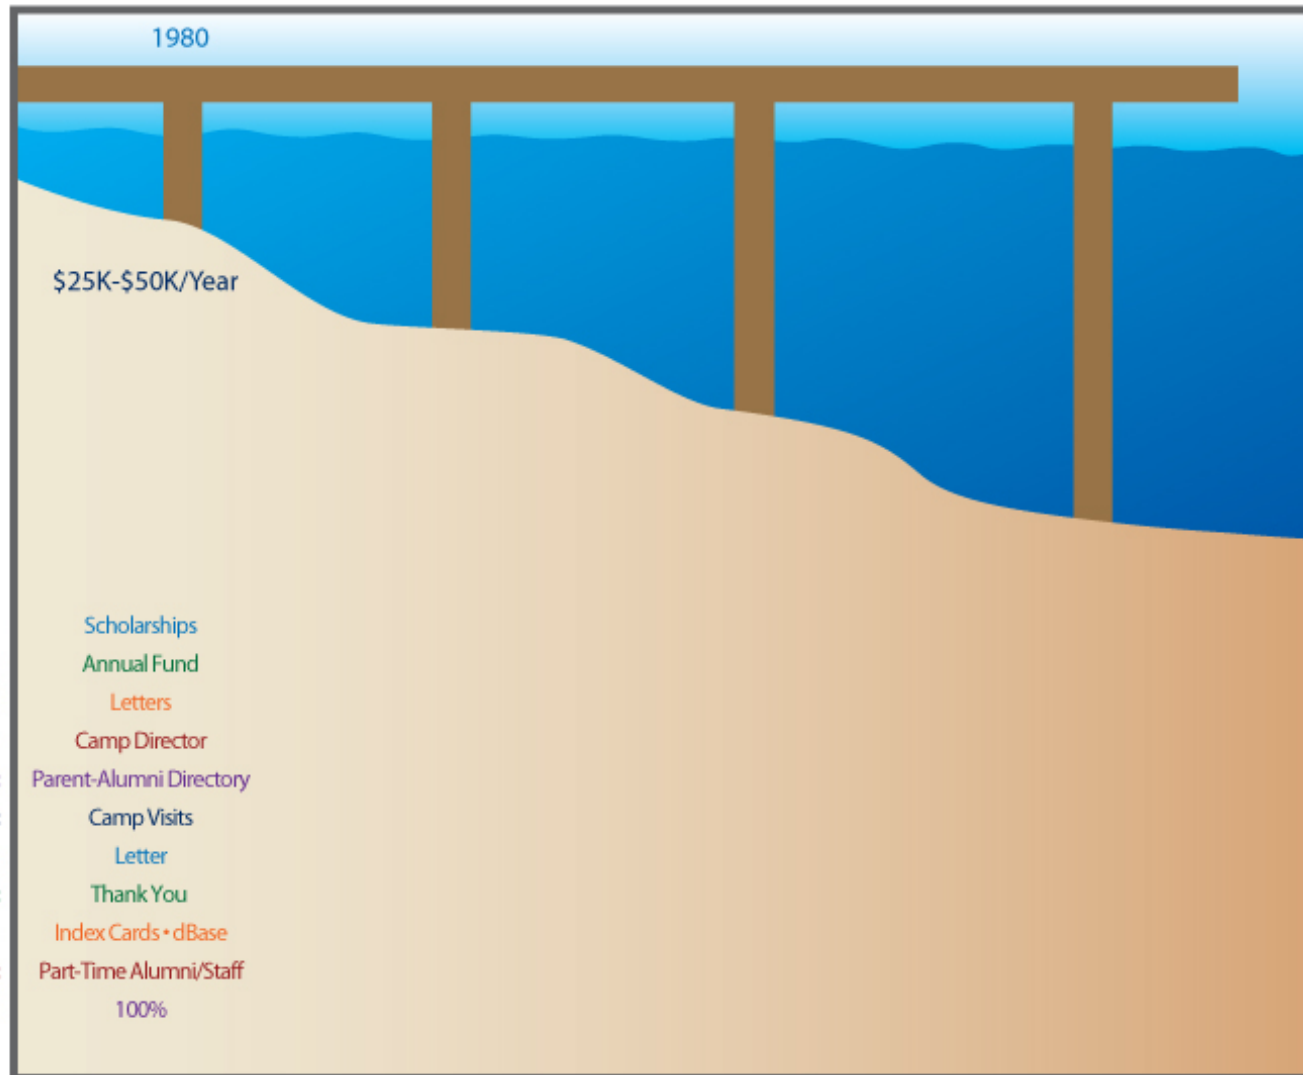 1980
$25K-$50K/Year
Scholarships
Annual Fund
Letters
Camp Director
Parent-Alumni Directory
Camp Visits
Letter
Thank You
Index Cards • dBase
Part-Time Alumni/Staff
100%